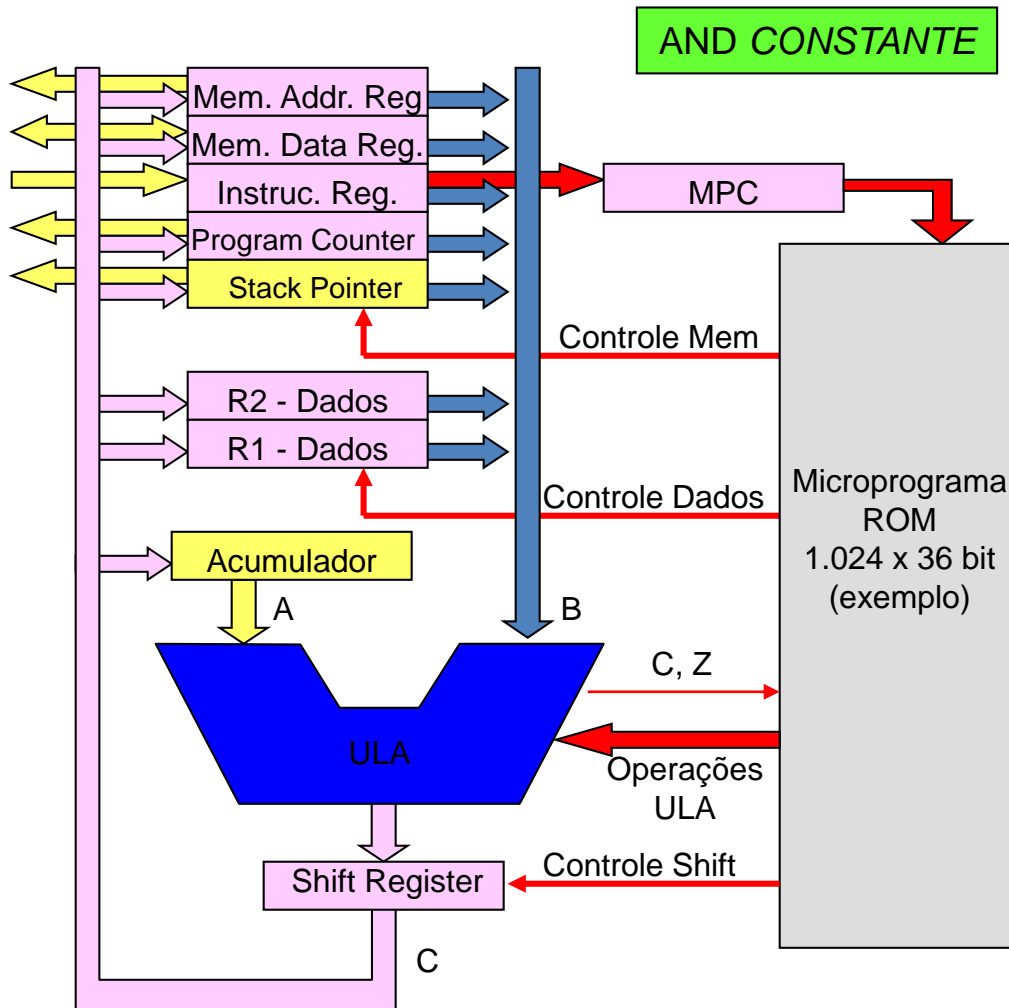 AND CONSTANTE
Mem. Addr. Reg
Mem. Data Reg.
Instruc. Reg.
MPC
Program Counter
Stack Pointer
Controle Mem
R2 - Dados
R1 - Dados
Controle Dados
Microprograma
ROM
1.024 x 36 bit
(exemplo)
Acumulador
A
B
C, Z
ULA
Operações
ULA
Controle Shift
Shift Register
C